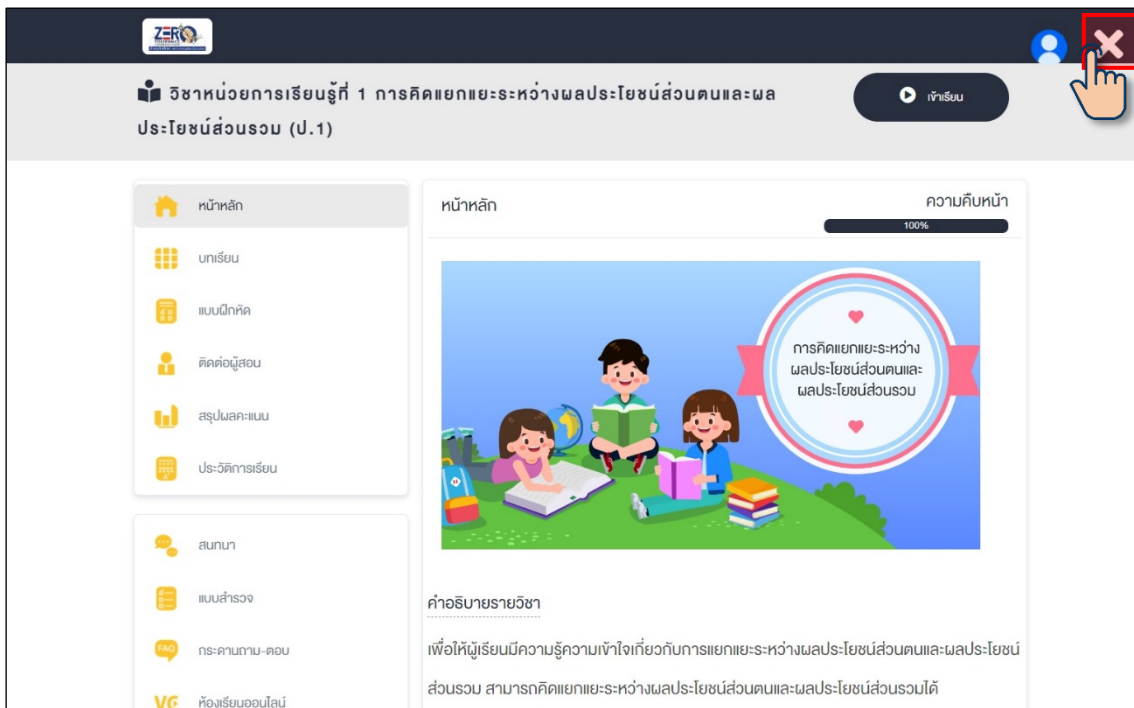 ZERO
วิชาหน่วยการเรียนรู้ที่ 1 การคิดแยกแยะระหว่างผลประโยชน์ส่วนตนและผล
ประโยชน์ส่วนรวม (ป.1)
เข้าเรียน
หน้าหลัก
บทเรียน
แบบฝึกหัด
ติดต่อผู้สอน
สรุปผลคะแนน
ประวัติการเรียน
สนทนา
แบบสำรวจ
FAQ
กระดานถาม-ตอบ
VC
ห้องเรียนออนไลน์
หน้าหลัก
ความคืบหน้า
100%
การคิดแยกแยะระหว่าง
ผลประโยชน์ส่วนตนและ
ผลประโยชน์ส่วนรวม
คำอธิบายรายวิชา
เพื่อให้ผู้เรียนมีความรู้ความเข้าใจเกี่ยวกับการแยกแยะระหว่างผลประโยชน์ส่วนตนและผลประโยชน์
ส่วนรวม สามารถคิดแยกแยะระหว่างผลประโยชน์ส่วนตนและผลประโยชน์ส่วนรวมได้